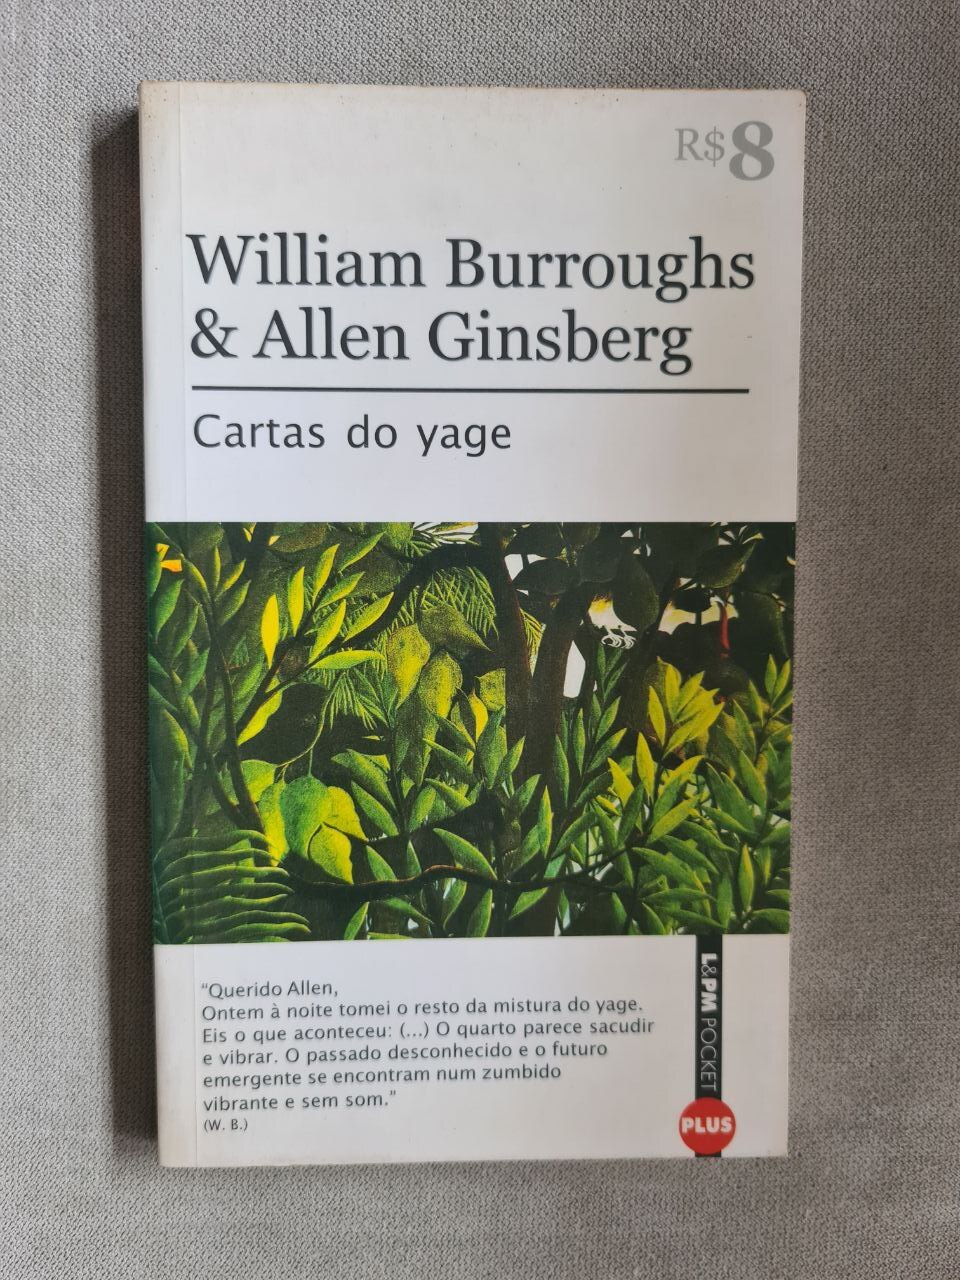 R$8
William Burroughs
& Allen Ginsberg
Cartas do yage
“Querido Allen,
Ontem à noite tomei o resto da mistura do yage.
Eis o que aconteceu: (...) O quarto parece sacudir
e vibrar. O passado desconhecido e o futuro
emergente se encontram num zumbido
vibrante e sem som.”
(W. B.)
L&PM POCKET
PLUS